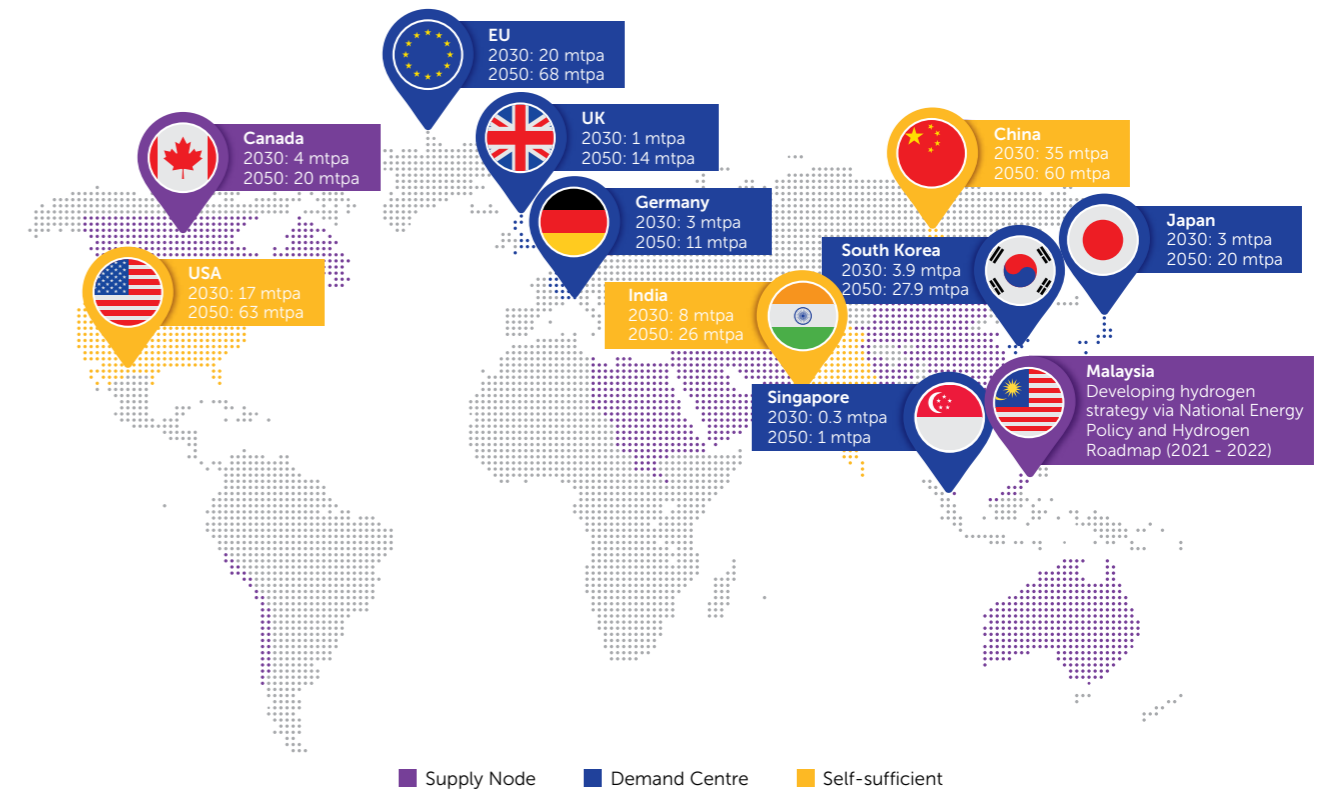 EU
2030: 20 mtpa
2050: 68 mtpa
UK
2030: 1 mtpa
2050: 14 mtpa
Canada
2030: 4 mtpa
2050: 20 mtpa
China
2030: 35 mtpa
2050: 60 mtpa
Germany
2030: 3 mtpa
2050: 11 mtpa
Japan
2030: 3 mtpa
2050: 20 mtpa
South Korea
2030: 3.9 mtpa
2050: 27.9 mtpa
USA
2030: 17 mtpa
2050: 63 mtpa
India
2030: 8 mtpa
2050: 26 mtpa
Malaysia
Developing hydrogen
strategy via National Energy
Policy and Hydrogen
Roadmap (2021 - 2022)
Singapore
2030: 0.3 mtpa
2050: 1 mtpa
Supply Node
Demand Centre
Self-sufficient